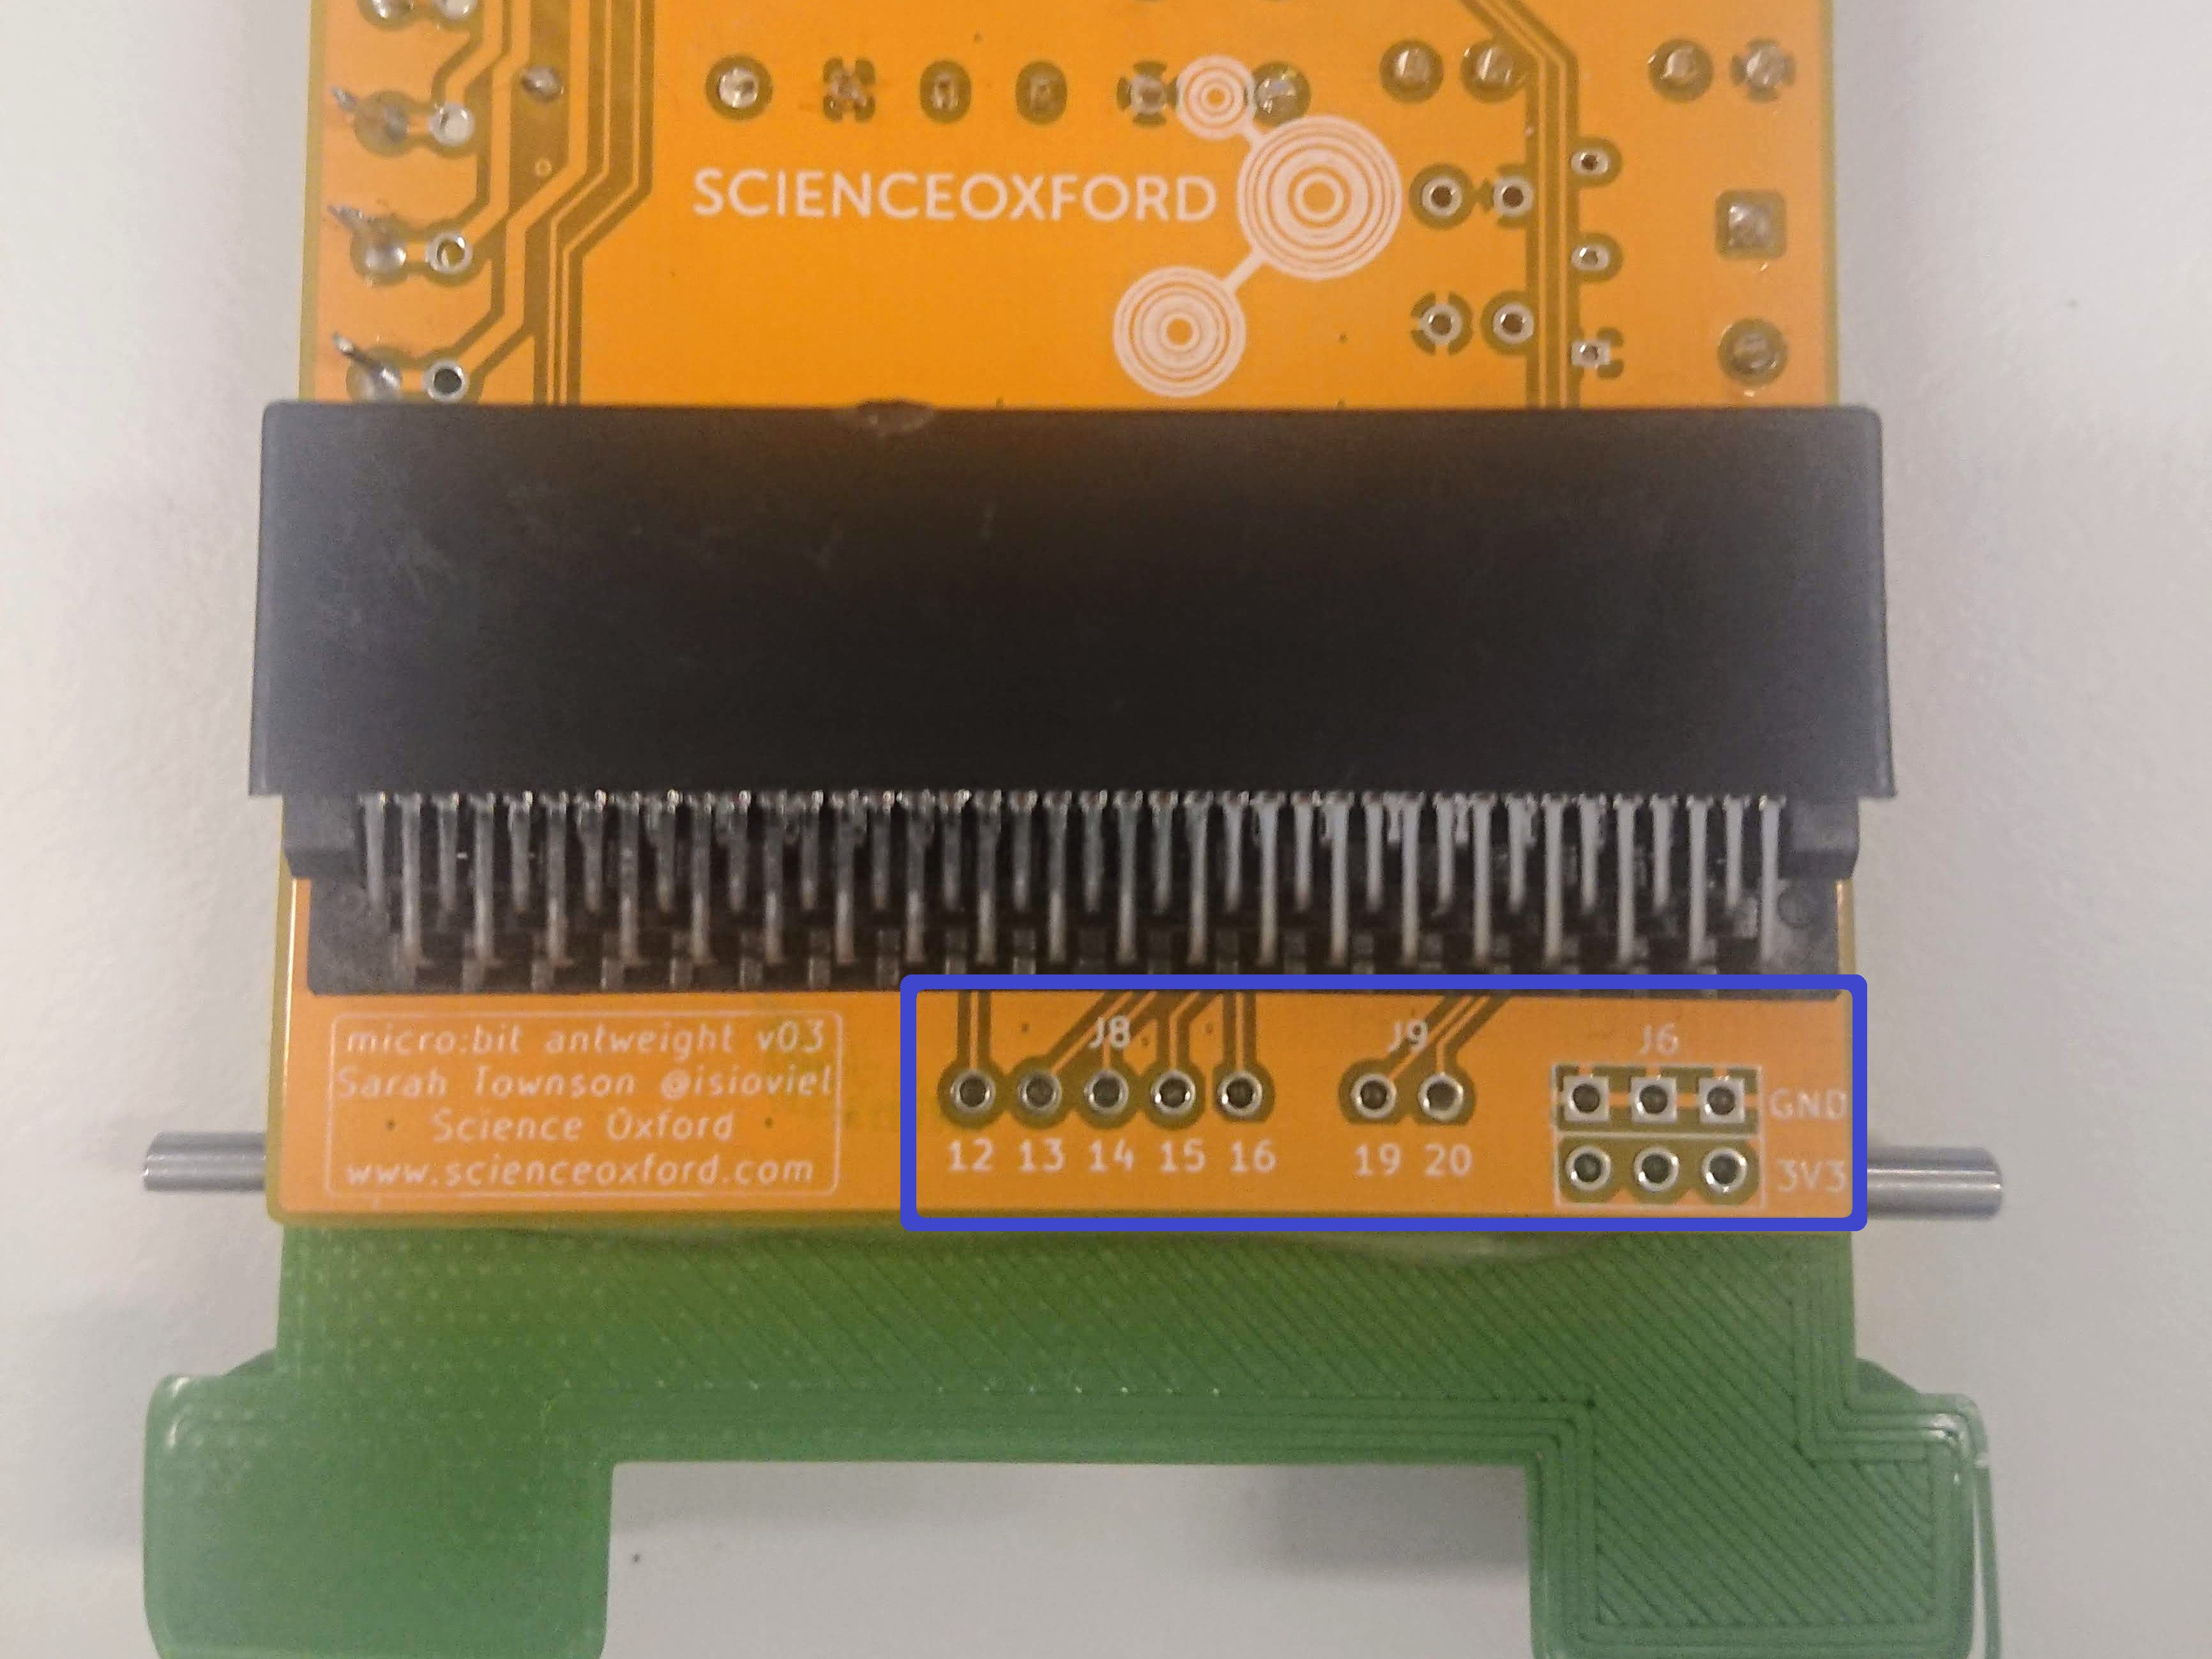 SCIENCEOXFORD
micro:bit antweight v03
Sarah Townson @isioviel
Science Oxford
www.scienceoxford.com
J8
12 13 14 15 16
J9
19 20
J6
GND
3V3